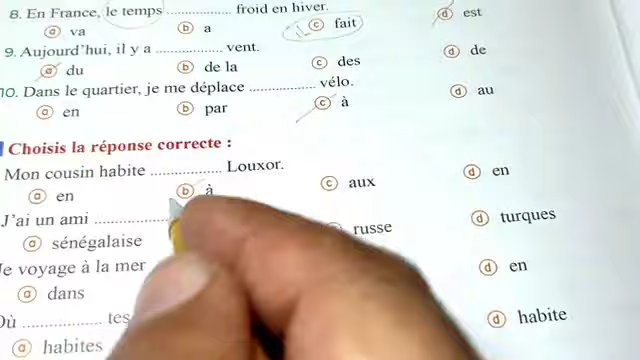 8. En France, le temps .................. froid en hiver.
ⓐ va ⓑ a ⓒ fait ⓓ est
9. Aujourd'hui, il y a .................. vent.
ⓐ du ⓑ de la ⓒ des ⓓ de
10. Dans le quartier, je me déplace .................. vélo.
ⓐ en ⓑ par ⓒ à ⓓ au
Choisis la réponse correcte :
Mon cousin habite .................. Louxor.
ⓐ en ⓑ à ⓒ aux ⓓ en
J'ai un ami ..................
ⓐ sénégalaise russe ⓓ turques
Je voyage à la mer
ⓐ dans ⓓ en
Où .................. tes
ⓐ habites ⓓ habite